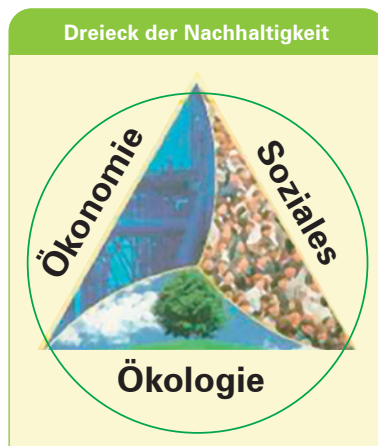 Dreieck der Nachhaltigkeit
Ökonomie
Soziales
Ökologie